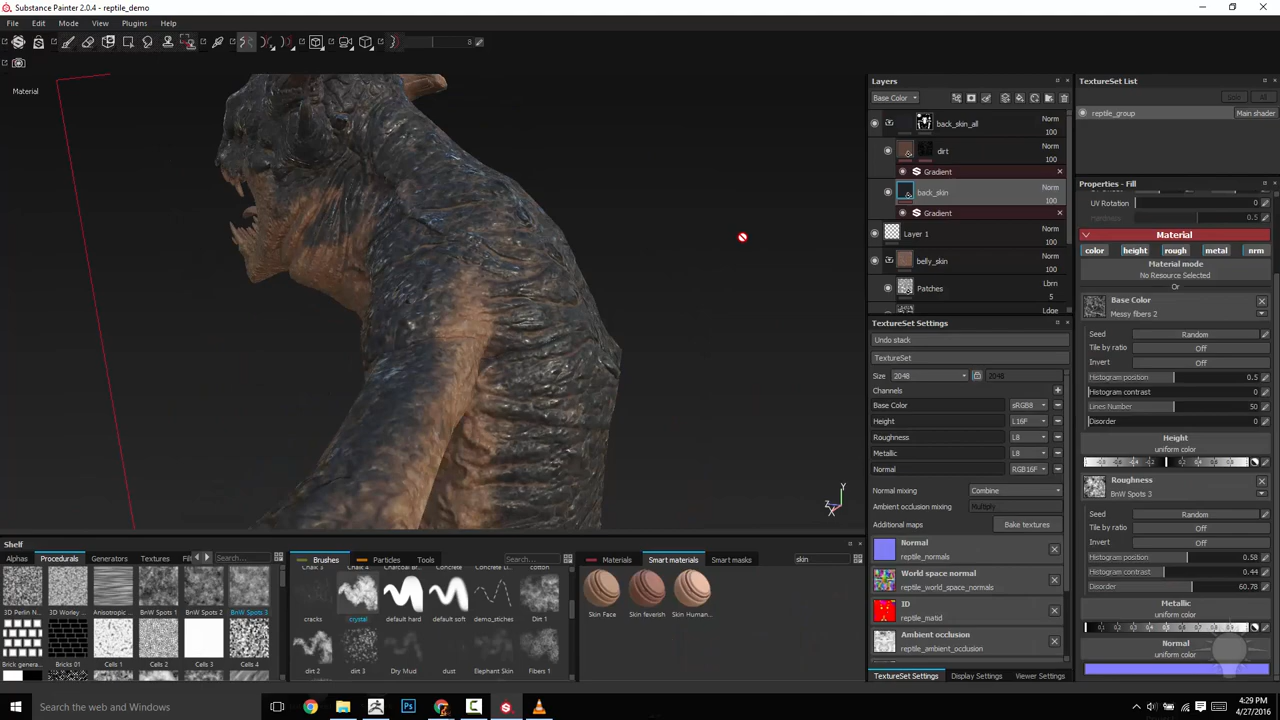 Substance Painter 2.0.4 - reptile_demo
File Edit Mode View Plugins Help
8
Material
Layers
Base Color
back_skin_all Norm
100
dirt Norm
100
Gradient
back_skin Norm
100
Gradient
Layer 1 Norm
100
belly_skin Norm
100
Patches Lbrn
5
Ldge
TextureSet Settings
Undo stack
TextureSet
Size 2048 2048
Channels
Base Color sRGB8
Height L16F
Roughness L8
Metallic L8
Normal RGB16F
Normal mixing Combine
Ambient occlusion mixing Multiply
Additional maps Bake textures
Normal
reptile_normals
World space normal
reptile_world_space_normals
ID
reptile_matid
Ambient occlusion
reptile_ambient_occlusion
TextureSet Settings Display Settings Viewer Settings
TextureSet List
Solo All
reptile_group Main shader
Properties - Fill
UV Rotation 0
0.5
Material
color height rough metal nrm
Material mode
No Resource Selected
Or
Base Color
Messy fibers 2
Seed Random
Tile by ratio Off
Invert Off
Histogram position 0.5
Histogram contrast 0
Lines Number 50
Disorder 0
Height
uniform color
Roughness
BnW Spots 3
Seed Random
Tile by ratio Off
Invert Off
Histogram position 0.58
Histogram contrast 0.44
Disorder 60.78
Metallic
uniform color
Normal
uniform color
Shelf
Alphas Procedurals Generators Textures Search...
3D Perlin N... 3D Worley ... Anisotropic ... BnW Spots 1 BnW Spots 2 BnW Spots 3
Brick genera... Bricks 01 Cells 1 Cells 2 Cells 3 Cells 4
Brushes Particles Tools Search...
cracks crystal default hard default soft demo_stiches Dirt 1
dirt 2 dirt 3 Dry Mud dust Elephant Skin Fibers 1
Materials Smart materials Smart masks skin
Skin Face Skin feverish Skin Human...
Search Windows
4:29 PM
4/27/2016